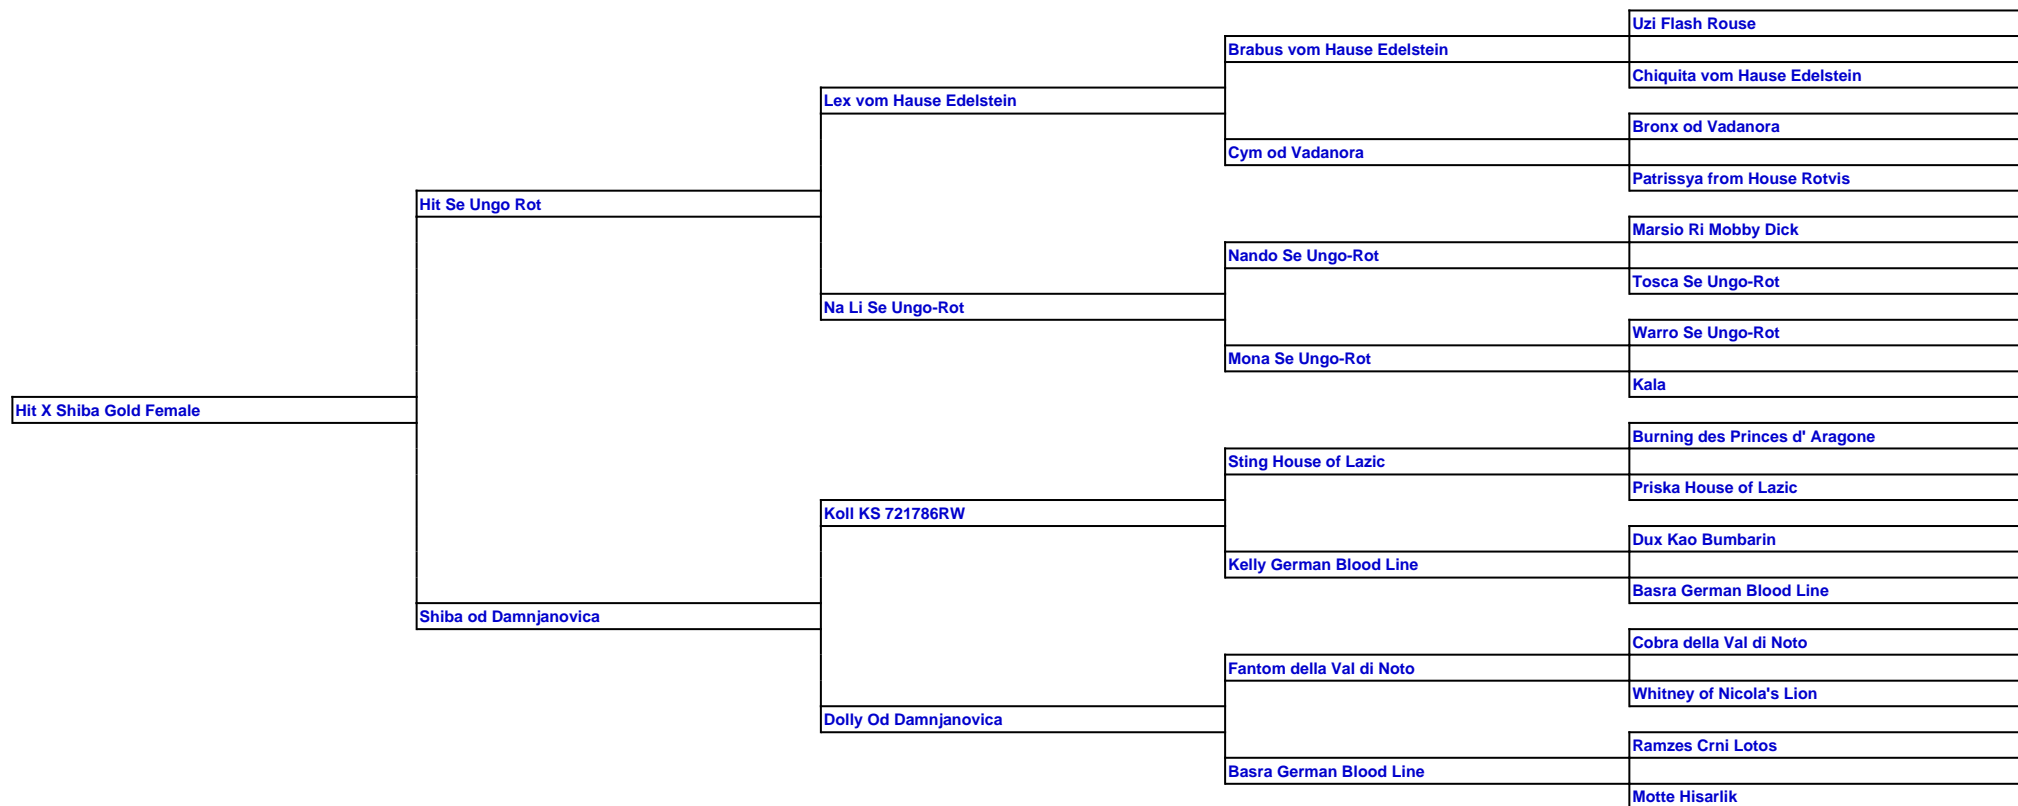 Uzi Flash Rouse
Brabus vom Hause Edelstein
Chiquita vom Hause Edelstein
Lex vom Hause Edelstein
Bronx od Vadanora
Cym od Vadanora
Patrissya from House Rotvis
Hit Se Ungo Rot
Marsio Ri Mobby Dick
Nando Se Ungo-Rot
Tosca Se Ungo-Rot
Na Li Se Ungo-Rot
Warro Se Ungo-Rot
Mona Se Ungo-Rot
Kala
Hit X Shiba Gold Female
Burning des Princes d' Aragone
Sting House of Lazic
Priska House of Lazic
Koll KS 721786RW
Dux Kao Bumbarin
Kelly German Blood Line
Basra German Blood Line
Shiba od Damnjanovica
Cobra della Val di Noto
Fantom della Val di Noto
Whitney of Nicola's Lion
Dolly Od Damnjanovica
Ramzes Crni Lotos
Basra German Blood Line
Motte Hisarlik